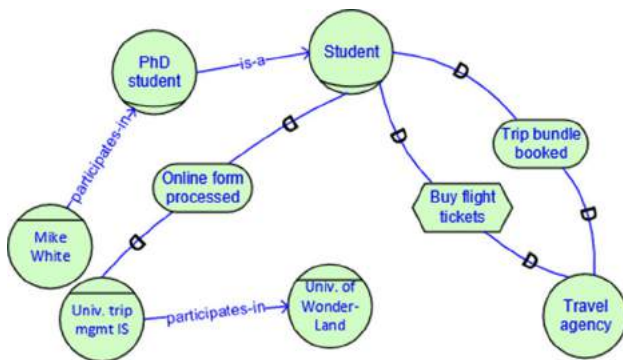 PhD
student
is-a
Student
participates-in
Online form
processed
Trip bundle
booked
Buy flight
tickets
Mike
White
Univ. trip
mgmt IS
participates-in
Univ. of
Wonder-
Land
Travel
agency
D
D
D
D
D
D